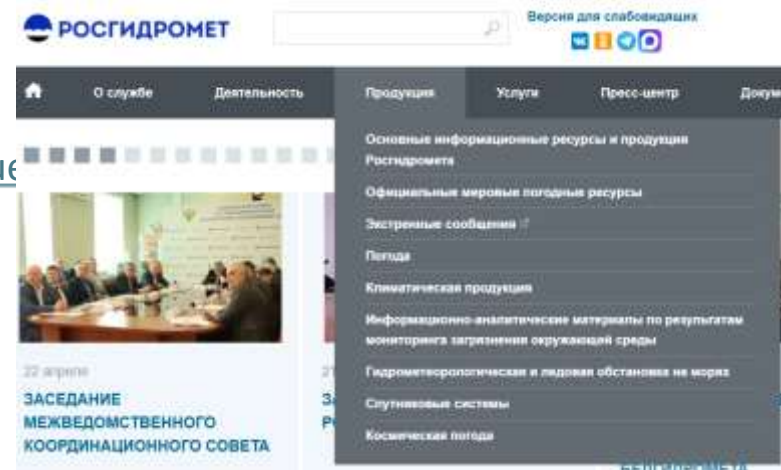 РОСГИДРОМЕТ
Версия для слабовидящих
О службе Деятельность Продукция Услуги Пресс-центр Докум
Основные информационные ресурсы и продукция
Росгидромета
Официальные мировые погодные ресурсы
Экстренные сообщения
Погода
Климатическая продукция
Информационно-аналитические материалы по результатам
мониторинга загрязнения окружающей среды
Гидрометеорологическая и ледовая обстановка на морях
Спутниковые системы
Космическая погода
22 апреля
ЗАСЕДАНИЕ
МЕЖВЕДОМСТВЕННОГО
КООРДИНАЦИОННОГО СОВЕТА